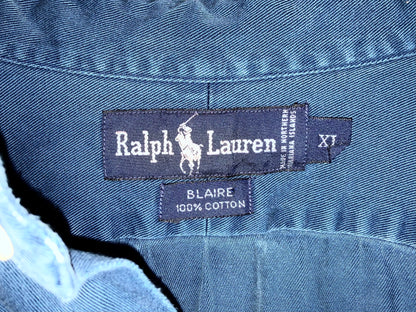 Ralph Lauren
MADE IN NORTHERN
MARIANA ISLANDS
XL
BLAIRE
100% COTTON